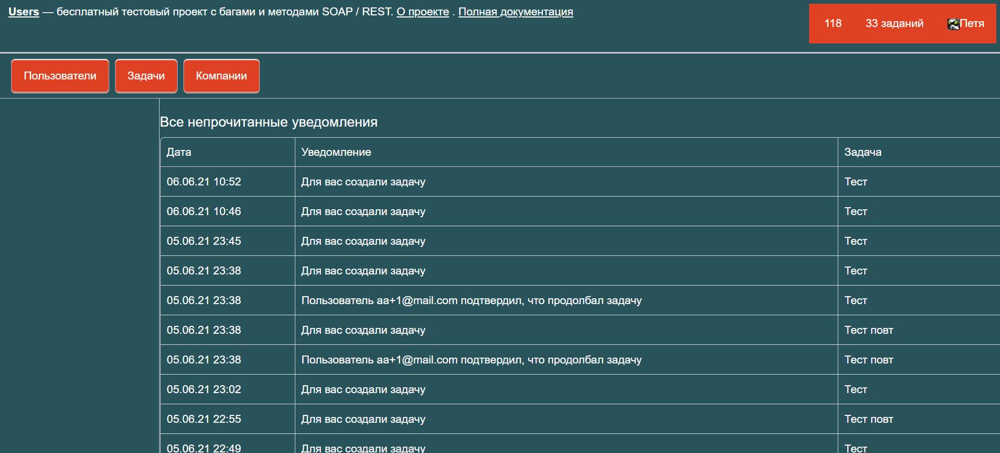 Users — бесплатный тестовый проект с багами и методами SOAP / REST. О проекте . Полная документация
118 33 заданий Петя
Пользователи Задачи Компании
Все непрочитанные уведомления
Дата Уведомление Задача
06.06.21 10:52 Для вас создали задачу Тест
06.06.21 10:46 Для вас создали задачу Тест
05.06.21 23:45 Для вас создали задачу Тест
05.06.21 23:38 Для вас создали задачу Тест
05.06.21 23:38 Пользователь aa+1@mail.com подтвердил, что продолбал задачу Тест
05.06.21 23:38 Для вас создали задачу Тест повт
05.06.21 23:38 Пользователь aa+1@mail.com подтвердил, что продолбал задачу Тест повт
05.06.21 23:02 Для вас создали задачу Тест
05.06.21 22:55 Для вас создали задачу Тест повт
05.06.21 22:49 Для вас создали задачу Тест